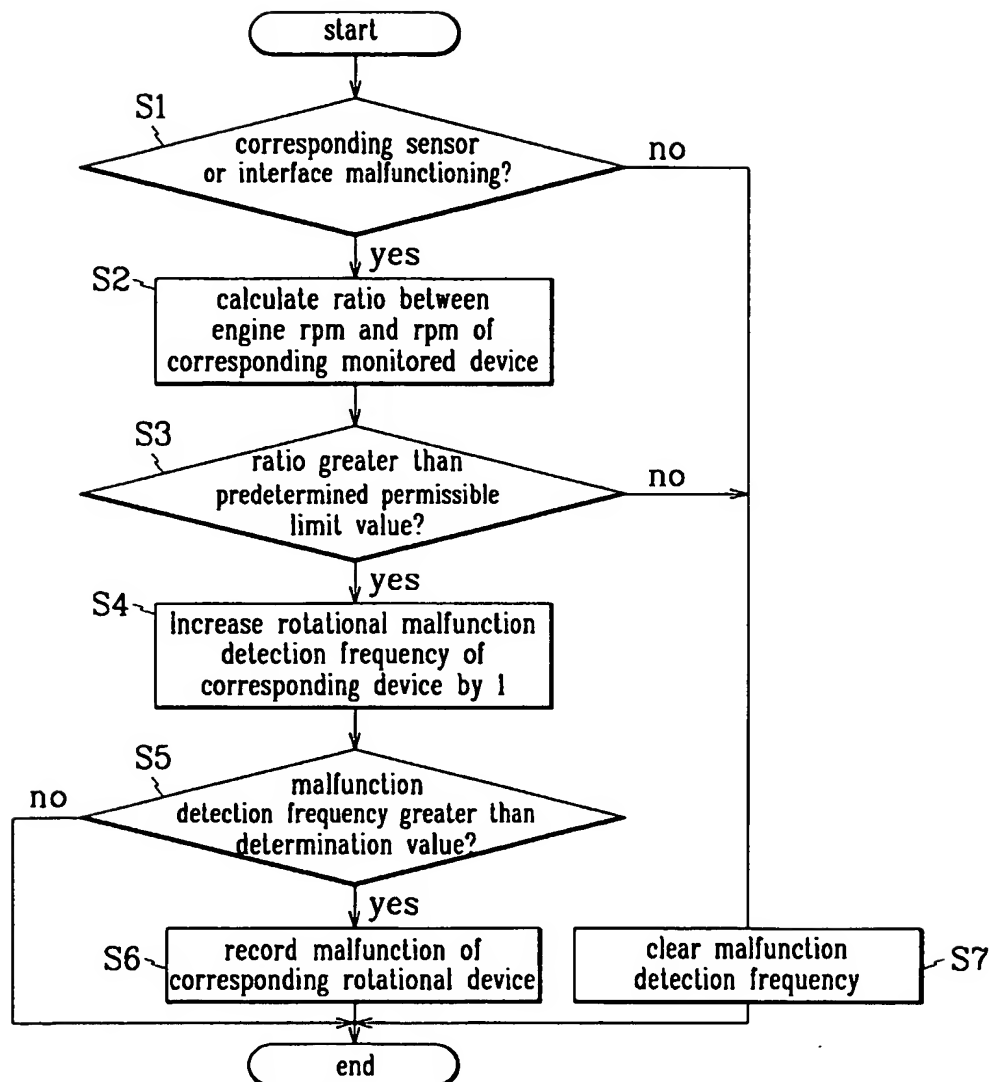 start
S1
corresponding sensor
or interface malfunctioning?
no
yes
S2
calculate ratio between
engine rpm and rpm of
corresponding monitored device
S3
ratio greater than
predetermined permissible
limit value?
no
yes
S4
Increase rotational malfunction
detection frequency of
corresponding device by 1
S5
malfunction
detection frequency greater than
determination value?
no
yes
S6
record malfunction of
corresponding rotational device
clear malfunction
detection frequency
S7
end